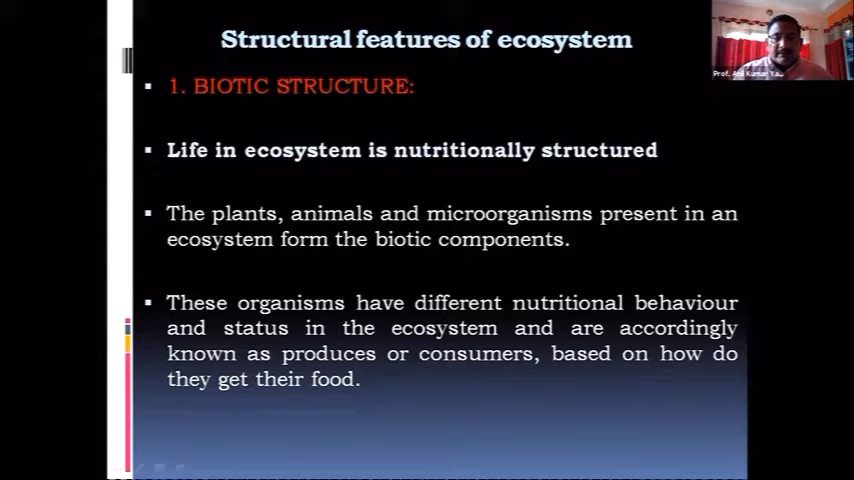 Structural features of ecosystem
1. BIOTIC STRUCTURE:
Life in ecosystem is nutritionally structured
The plants, animals and microorganisms present in an
ecosystem form the biotic components.
These organisms have different nutritional behaviour
and status in the ecosystem and are accordingly
known as produces or consumers, based on how do
they get their food.
Prof. Anil Kumar Ya...